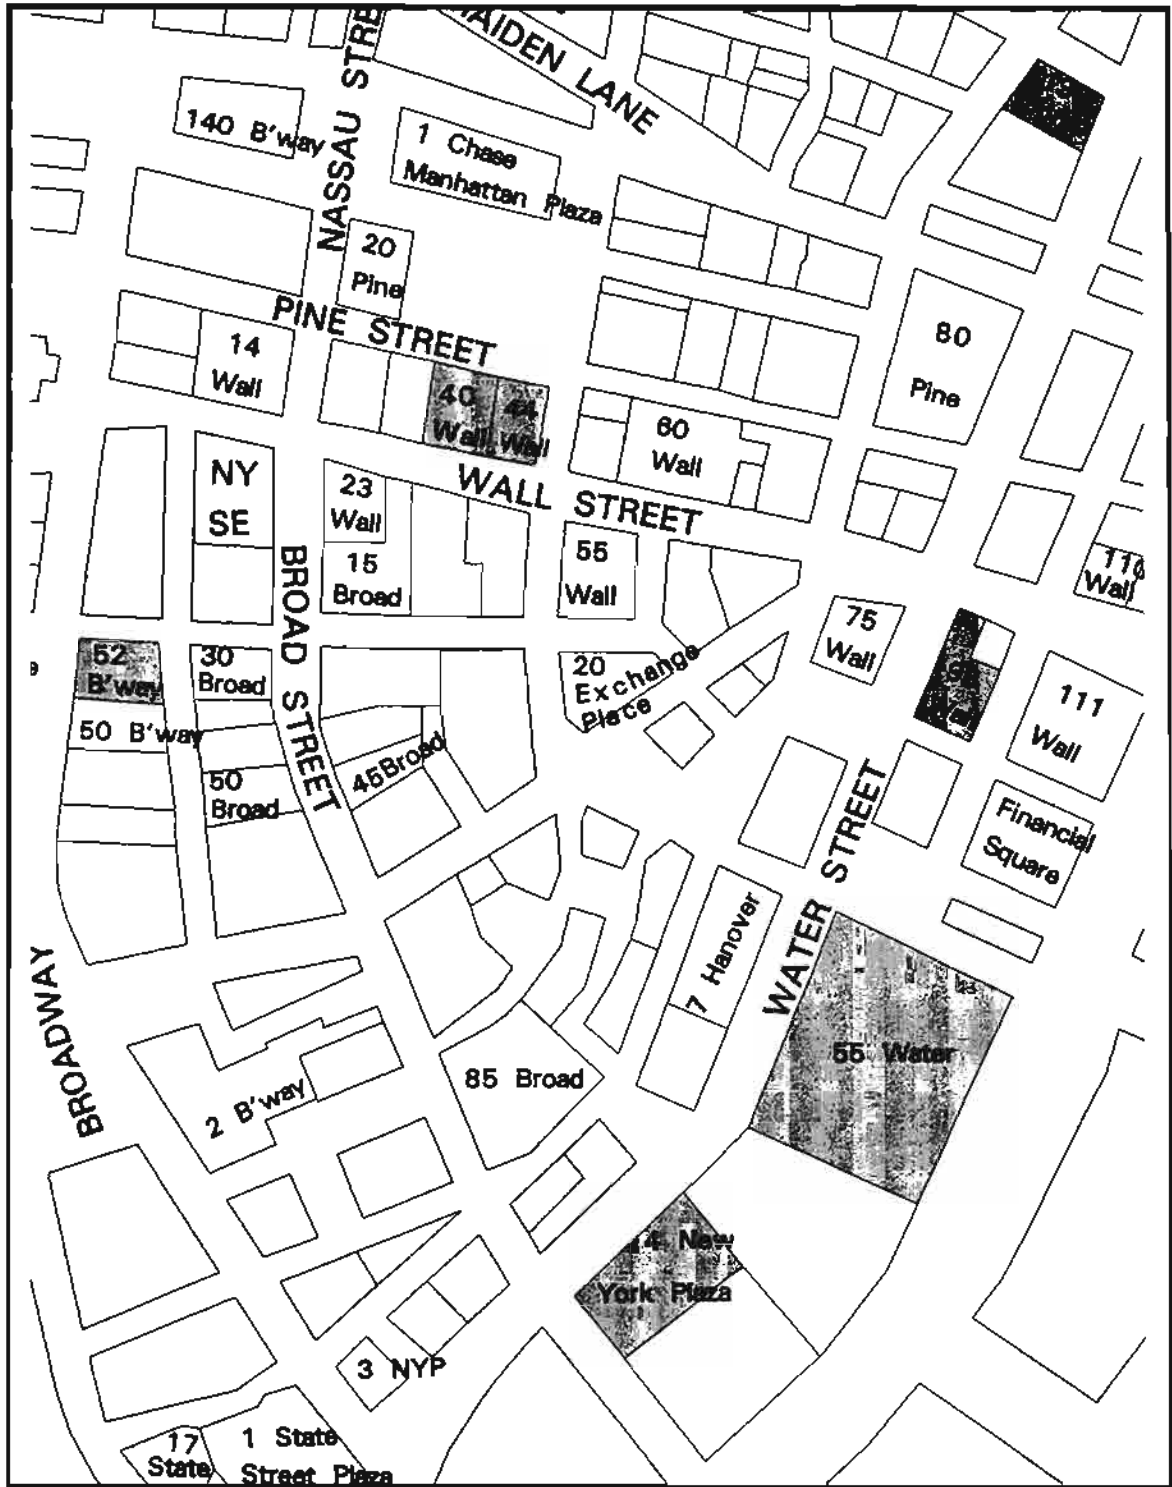 MAIDEN LANE
NASSAU STRE
140 B'way
1 Chase
Manhattan Plaza
20
Pine
PINE STREET
14
Wall
80
Pine
40
Wall
44
Wall
60
Wall
NY
SE
23
Wall
WALL STREET
15
Broad
BROAD STREET
55
Wall
110
Wall
75
Wall
52
B'way
30
Broad
20
Exchange
Place
111
Wall
50 B'way
50
Broad
45 Broad
WATER STREET
Financial
Square
7 Hanover
BROADWAY
55 Water
85 Broad
2 B'way
4 New
York Plaza
3 NYP
17
State
1 State
Street Plaza